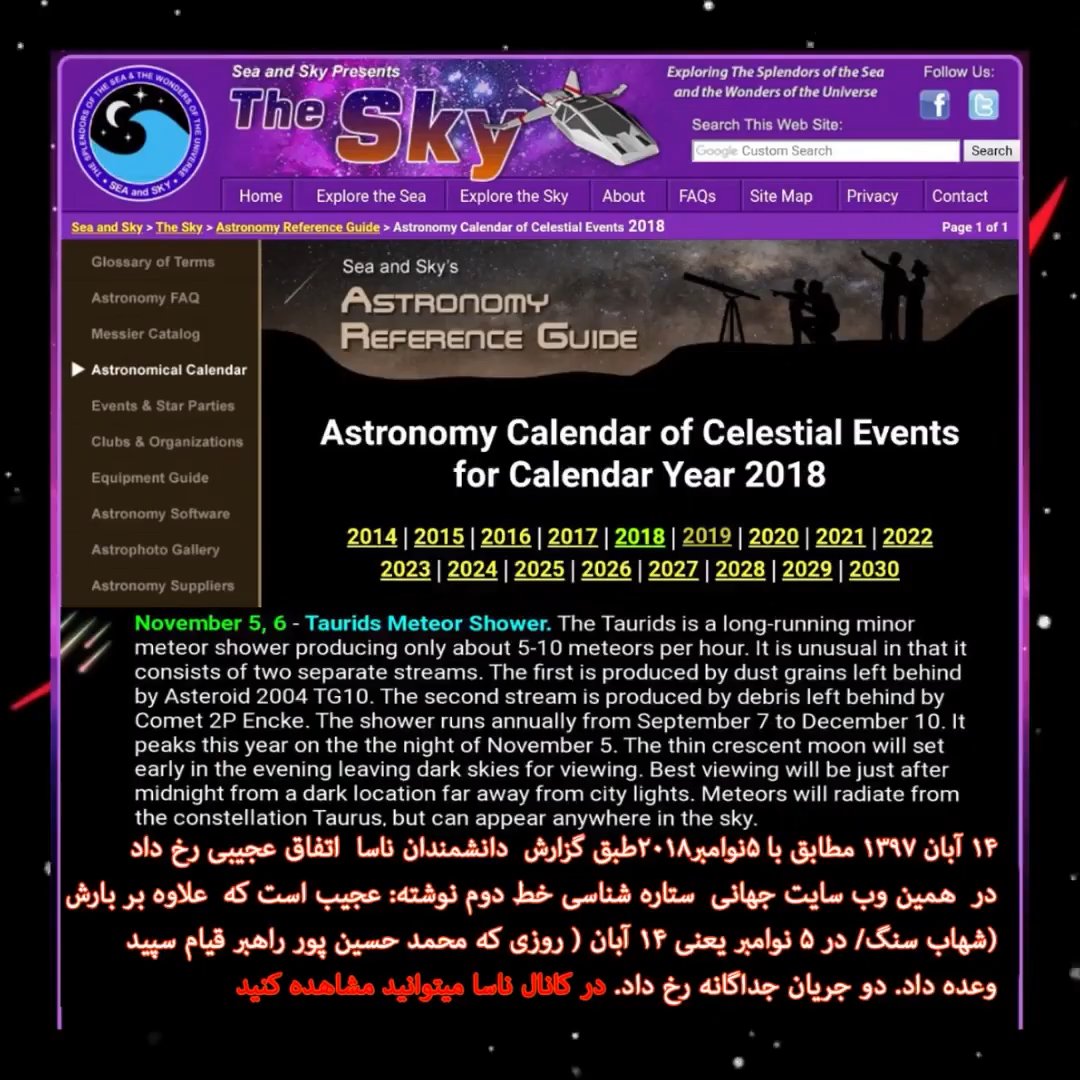 SPLENDORS OF THE SEA & THE WONDERS OF THE UNIVERSE • SEA and SKY •
Sea and Sky Presents
The Sky
Exploring The Splendors of the Sea
and the Wonders of the Universe
Follow Us:
Search This Web Site:
Google Custom Search
Search
Home
Explore the Sea
Explore the Sky
About
FAQs
Site Map
Privacy
Contact
Sea and Sky > The Sky > Astronomy Reference Guide > Astronomy Calendar of Celestial Events 2018
Page 1 of 1
Glossary of Terms
Astronomy FAQ
Messier Catalog
Astronomical Calendar
Events & Star Parties
Clubs & Organizations
Equipment Guide
Astronomy Software
Astrophoto Gallery
Astronomy Suppliers
Sea and Sky's
ASTRONOMY
REFERENCE GUIDE
Astronomy Calendar of Celestial Events
for Calendar Year 2018
2014 | 2015 | 2016 | 2017 | 2018 | 2019 | 2020 | 2021 | 2022
2023 | 2024 | 2025 | 2026 | 2027 | 2028 | 2029 | 2030
November 5, 6 - Taurids Meteor Shower. The Taurids is a long-running minor
meteor shower producing only about 5-10 meteors per hour. It is unusual in that it
consists of two separate streams. The first is produced by dust grains left behind
by Asteroid 2004 TG10. The second stream is produced by debris left behind by
Comet 2P Encke. The shower runs annually from September 7 to December 10. It
peaks this year on the the night of November 5. The thin crescent moon will set
early in the evening leaving dark skies for viewing. Best viewing will be just after
midnight from a dark location far away from city lights. Meteors will radiate from
the constellation Taurus, but can appear anywhere in the sky.
۱۴ آبان ۱۳۹۷ مطابق با ۵نوامبر۲۰۱۸طبق گزارش دانشمندان ناسا اتفاق عجیبی رخ داد
در همین وب سایت جهانی ستاره شناسی خط دوم نوشته: عجیب است که علاوه بر بارش
(شهاب سنگ/ در ۵ نوامبر یعنی ۱۴ آبان ( روزی که محمد حسین پور راهبر قیام سپید
وعده داد. دو جریان جداگانه رخ داد. در کانال ناسا میتوانید مشاهده کنید